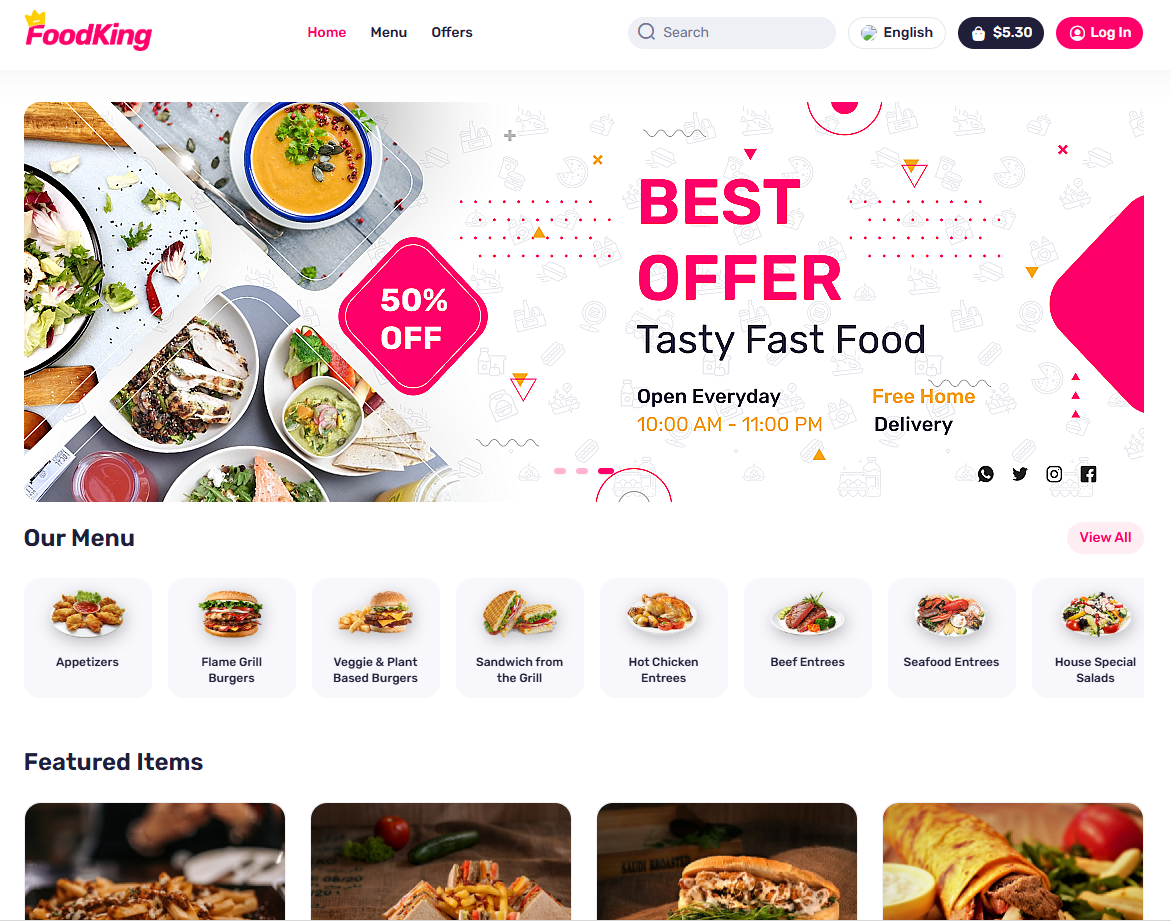 FoodKing
Home
Menu
Offers
Search
English
$5.30
Log In
50%
OFF
BEST
OFFER
Tasty Fast Food
Open Everyday
Free Home
10:00 AM - 11:00 PM
Delivery
Our Menu
View All
Appetizers
Flame Grill
Burgers
Veggie & Plant
Based Burgers
Sandwich from
the Grill
Hot Chicken
Entrees
Beef Entrees
Seafood Entrees
House Special
Salads
Featured Items
SAUDI BROASTER